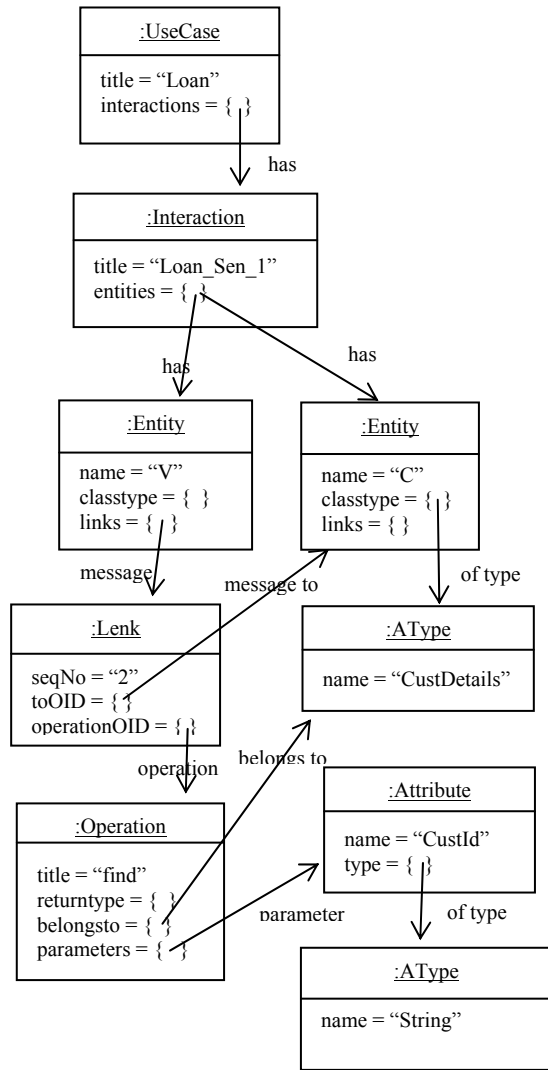 :UseCase
title = “Loan”
interactions = { }
has
:Interaction
title = “Loan_Sen_1”
entities = { }
has
has
:Entity
name = “V”
classtype = { }
links = { }
:Entity
name = “C”
classtype = { }
links = { }
message
message to
of type
:Lenk
seqNo = “2”
toOID = { }
operationOID = { }
:AType
name = “CustDetails”
operation
belongs to
:Operation
title = “find”
returntype = { }
belongsto = { }
parameters = { }
:Attribute
name = “CustId”
type = { }
parameter
of type
:AType
name = “String”